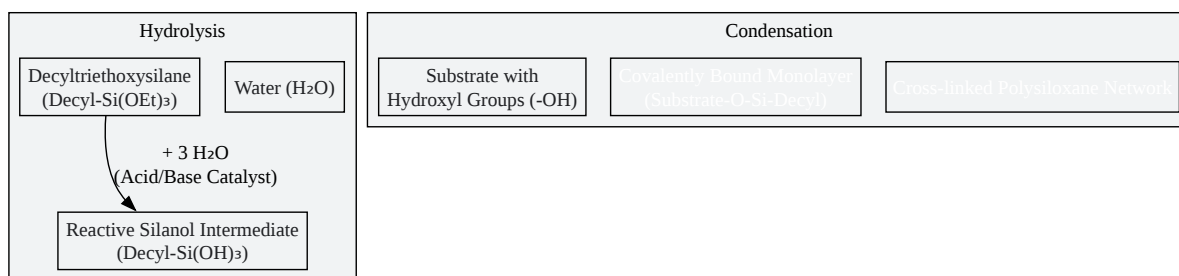 Hydrolysis
Decyltriethoxysilane
(Decyl-Si(OEt)₃)
Water (H₂O)
+ 3 H₂O
(Acid/Base Catalyst)
Reactive Silanol Intermediate
(Decyl-Si(OH)₃)
Condensation
Substrate with
Hydroxyl Groups (-OH)
Covalently Bound Monolayer
(Substrate-O-Si-Decyl)
Cross-linked Polysiloxane Network